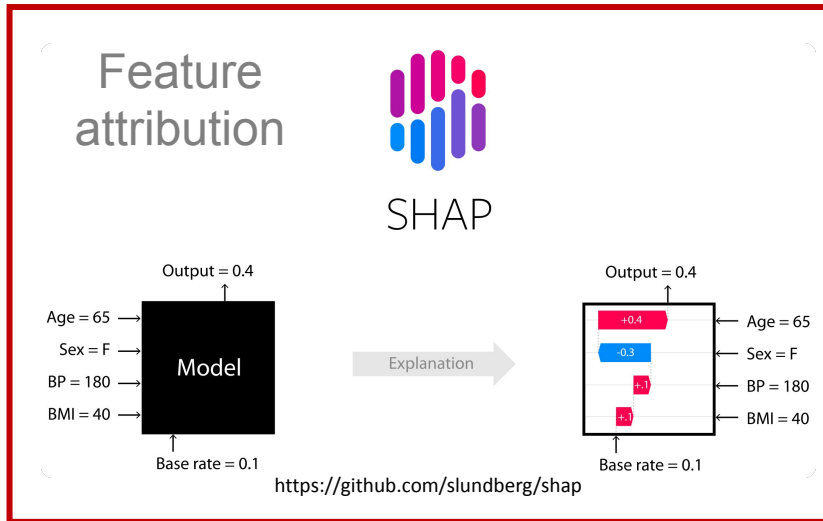 Feature
attribution
SHAP
Output = 0.4
Age = 65
Sex = F
BP = 180
BMI = 40
Model
Base rate = 0.1
Explanation
Output = 0.4
+0.4
-0.3
+.1
+.1
Age = 65
Sex = F
BP = 180
BMI = 40
Base rate = 0.1
https://github.com/slundberg/shap